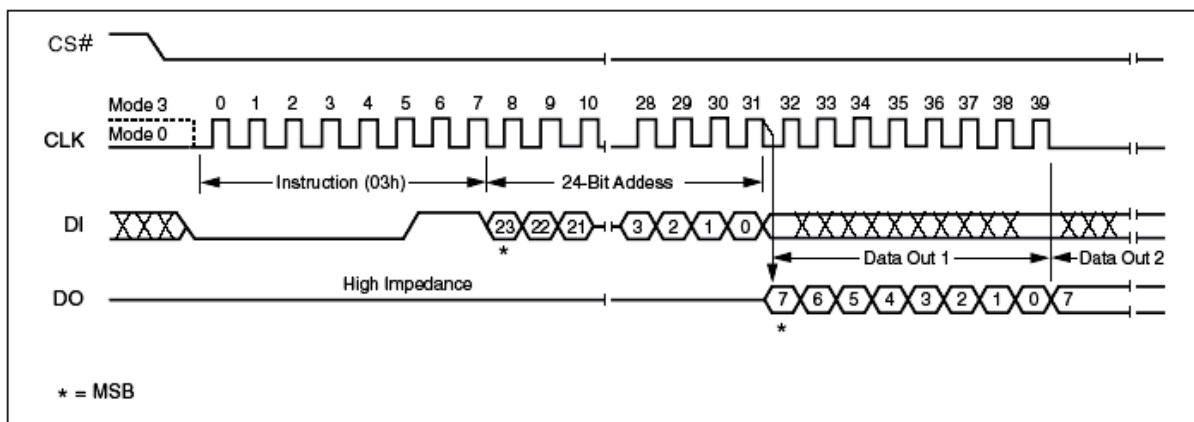 CS#
Mode 3 0 1 2 3 4 5 6 7 8 9 10 28 29 30 31 32 33 34 35 36 37 38 39
CLK Mode 0
Instruction (03h) 24-Bit Addess
DI 23 22 21 3 2 1 0
*
Data Out 1 Data Out 2
High Impedance
DO 7 6 5 4 3 2 1 0 7
*
* = MSB